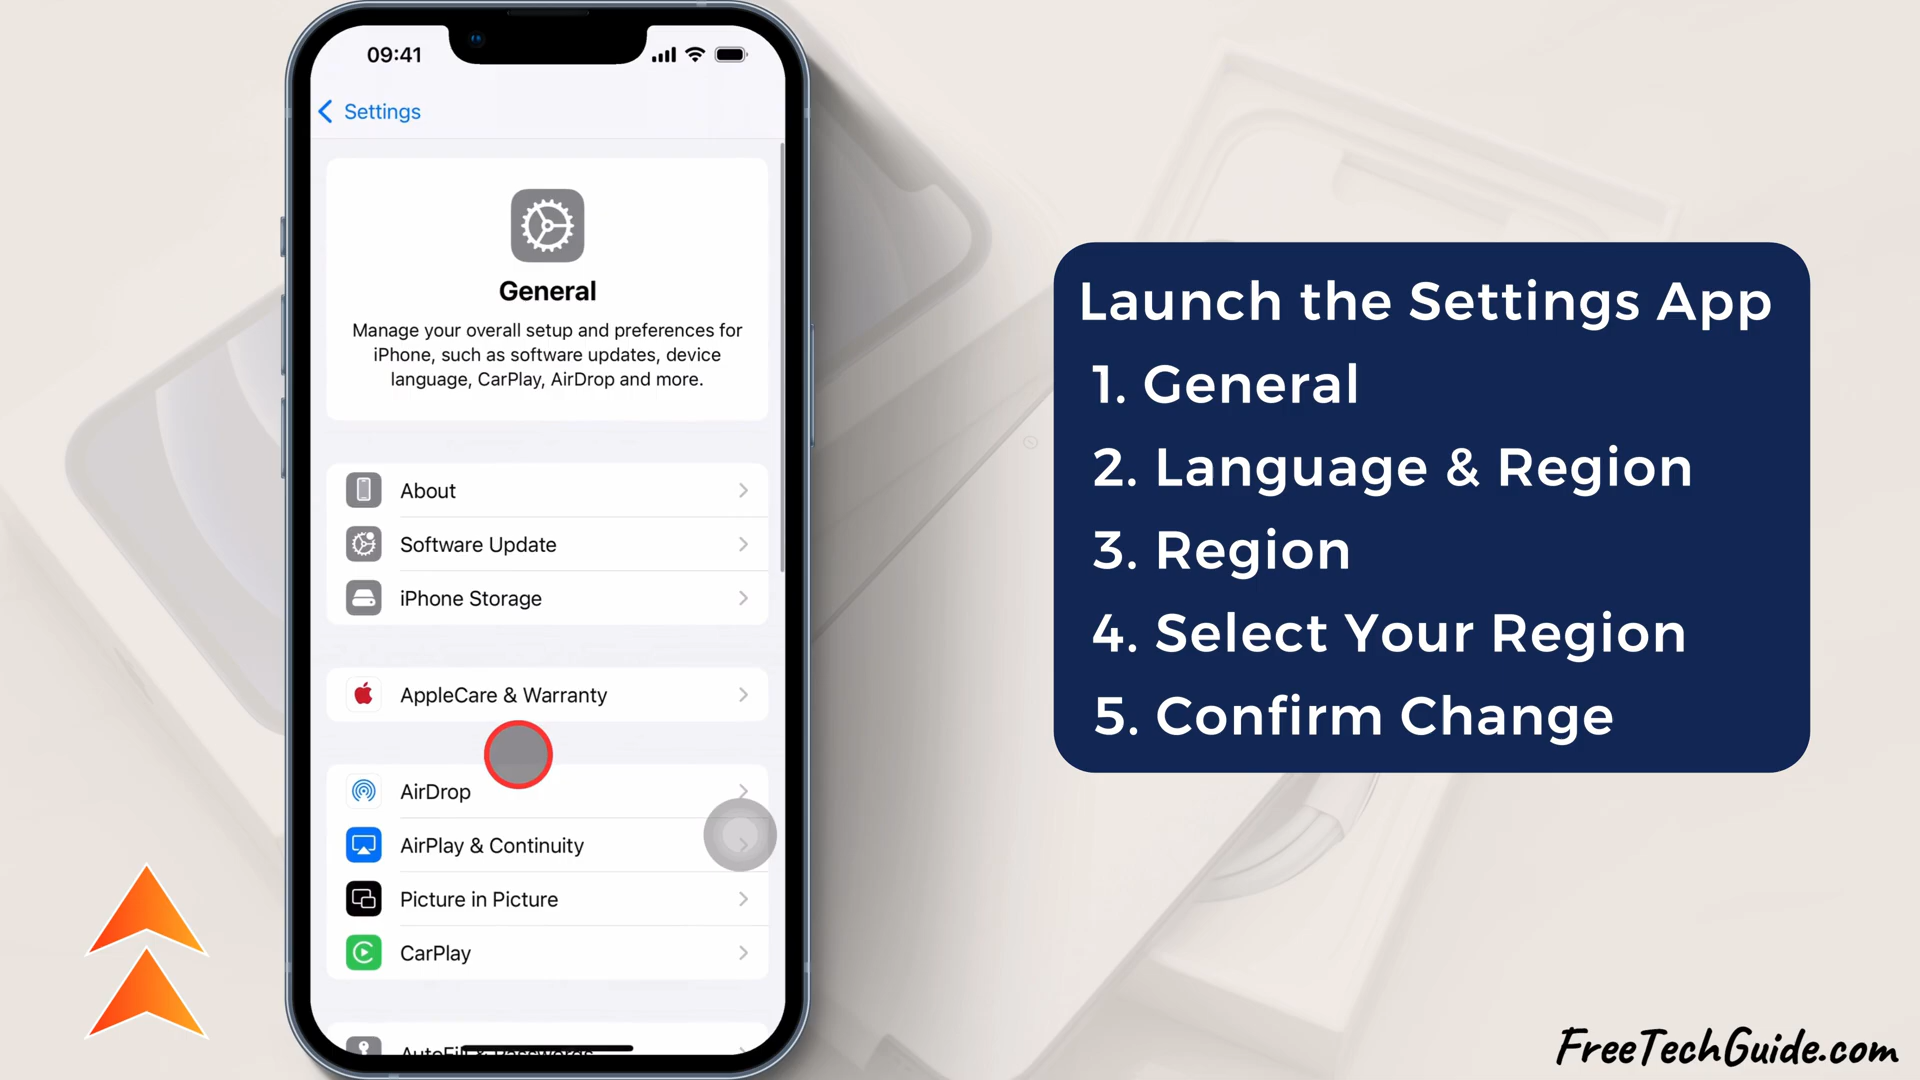 09:41
Settings
General
Manage your overall setup and preferences for
iPhone, such as software updates, device
language, CarPlay, AirDrop and more.
About
Software Update
iPhone Storage
AppleCare & Warranty
AirDrop
AirPlay & Continuity
Picture in Picture
CarPlay
AutoFill & Passwords
Launch the Settings App
1. General
2. Language & Region
3. Region
4. Select Your Region
5. Confirm Change
FreeTechGuide.com